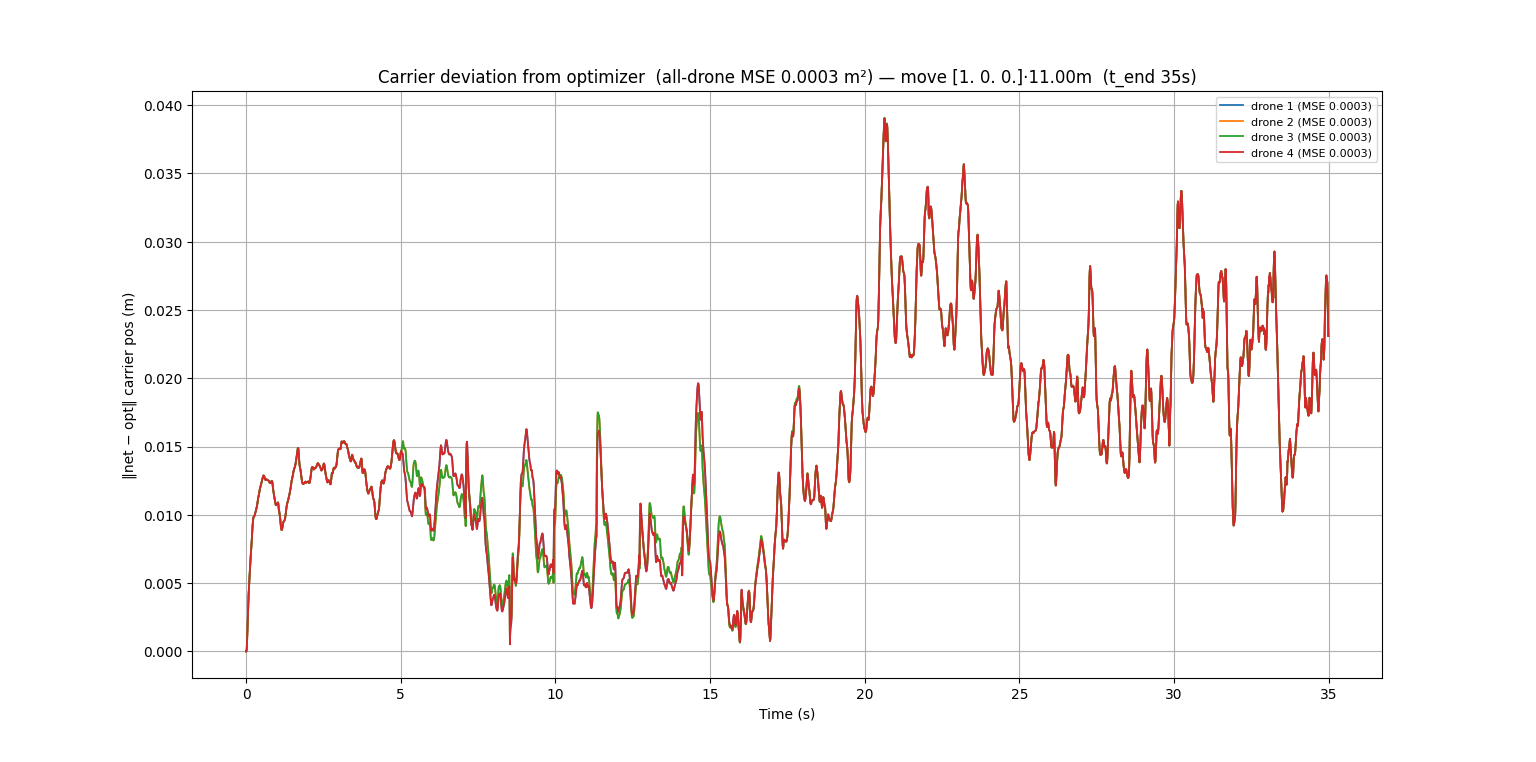 Carrier deviation from optimizer  (all-drone MSE 0.0003 m²) — move [1. 0. 0.]·11.00m  (t_end 35s)
drone 1 (MSE 0.0003)
drone 2 (MSE 0.0003)
drone 3 (MSE 0.0003)
drone 4 (MSE 0.0003)
‖net − opt‖ carrier pos (m)
0.040
0.035
0.030
0.025
0.020
0.015
0.010
0.005
0.000
0 5 10 15 20 25 30 35
Time (s)